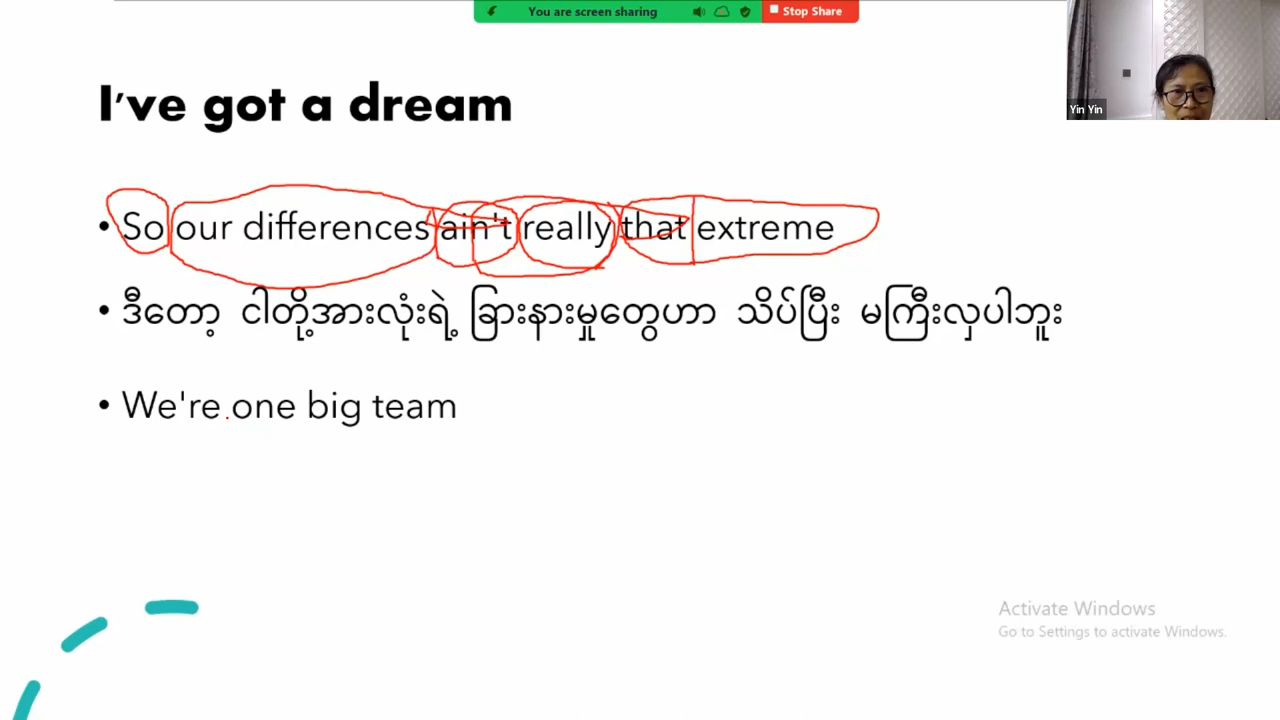 You are screen sharing Stop Share
Yin Yin
I've got a dream
• So our differences ain't really that extreme
• ဒီတော့ ငါတို့အားလုံးရဲ့ ခြားနားမှုတွေဟာ သိပ်ပြီး မကြီးလှပါဘူး
• We're one big team
Activate Windows
Go to Settings to activate Windows.